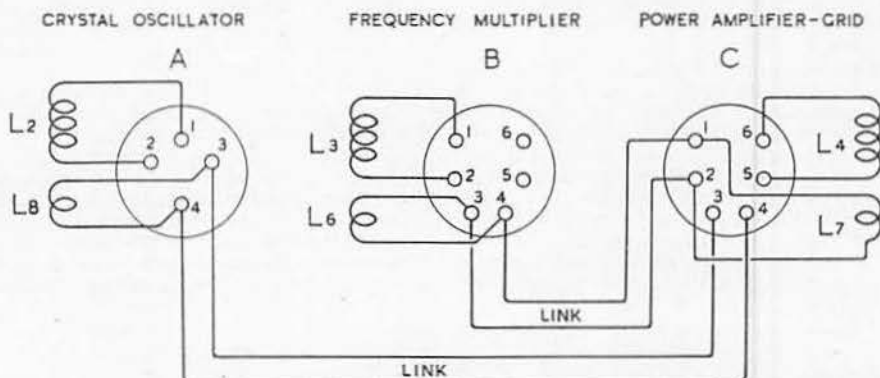 CRYSTAL OSCILLATOR
FREQUENCY MULTIPLIER
POWER AMPLIFIER-GRID
A
B
C
L2
1
2
3
L8
4
L3
1
6
2
5
L6
3
4
1
6
L4
2
5
3
4
L7
LINK
LINK